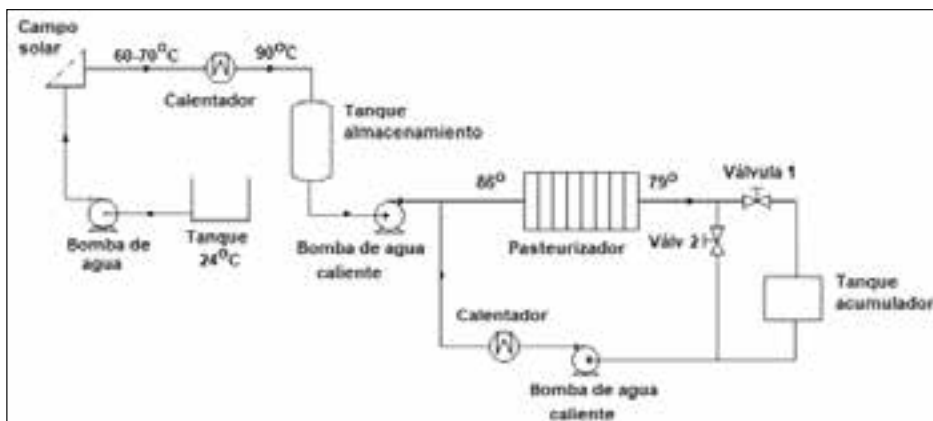 Campo
solar
60-70°C
90°C
Calentador
Tanque
almacenamiento
Bomba de
agua
Tanque
24°C
Bomba de agua
caliente
86°
Pasteurizador
79°
Válvula 1
Válv 2
Tanque
acumulador
Calentador
Bomba de agua
caliente